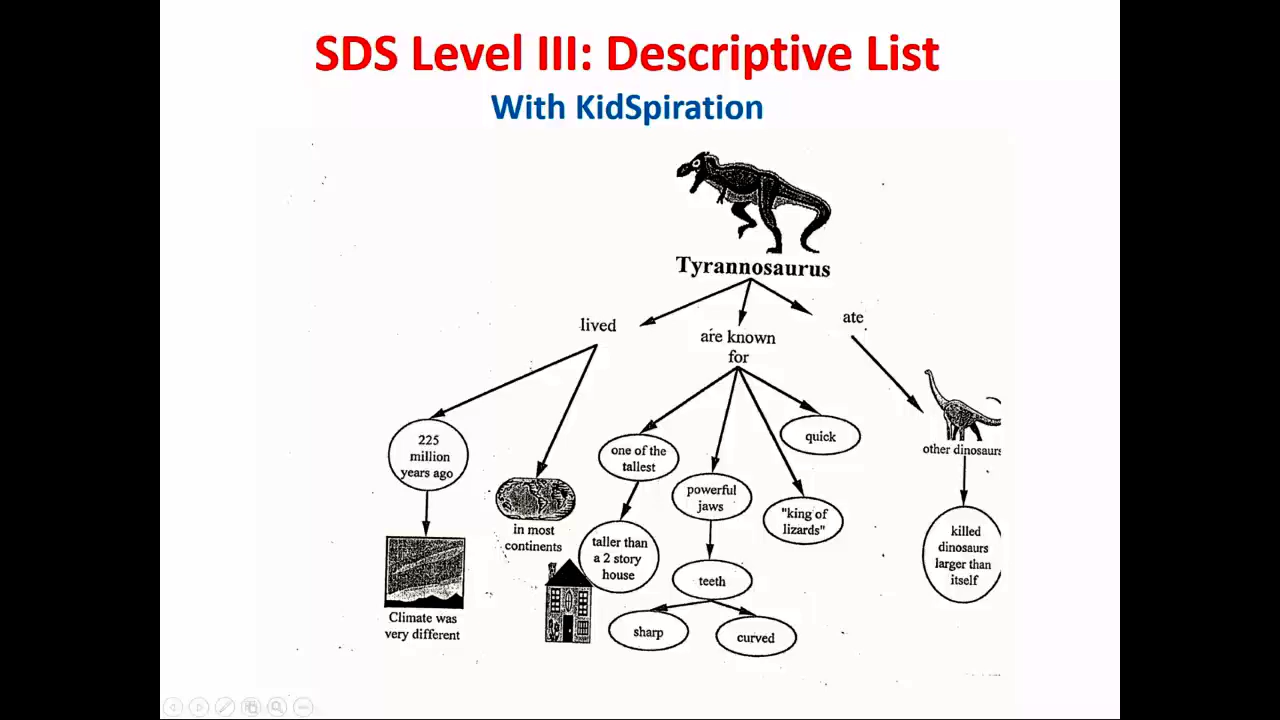 SDS Level III: Descriptive List
With KidSpiration
Tyrannosaurus
lived
are known
for
ate
225
million
years ago
Climate was
very different
in most
continents
one of the
tallest
taller than
a 2 story
house
powerful
jaws
teeth
sharp
curved
"king of
lizards"
quick
other dinosaurs
killed
dinosaurs
larger than
itself